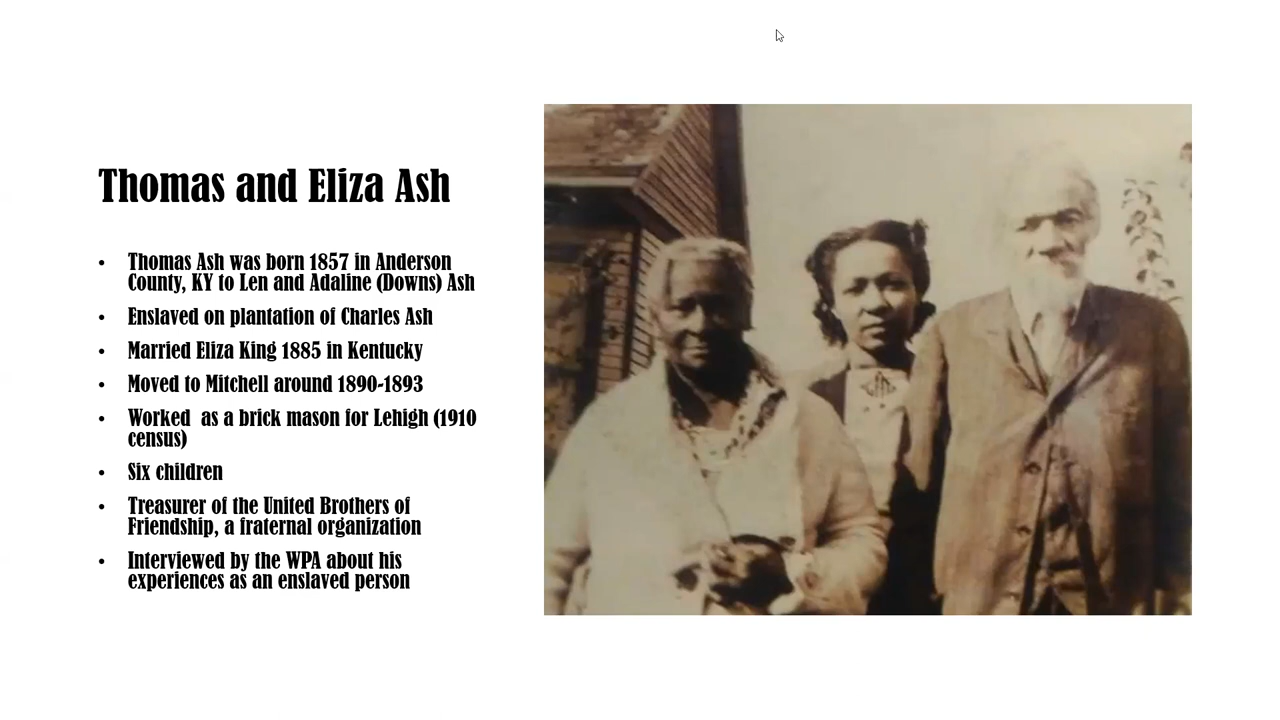 Thomas and Eliza Ash
• Thomas Ash was born 1857 in Anderson
County, KY to Len and Adaline (Downs) Ash
• Enslaved on plantation of Charles Ash
• Married Eliza King 1885 in Kentucky
• Moved to Mitchell around 1890-1893
• Worked  as a brick mason for Lehigh (1910
census)
• Six children
• Treasurer of the United Brothers of
Friendship, a fraternal organization
• Interviewed by the WPA about his
experiences as an enslaved person